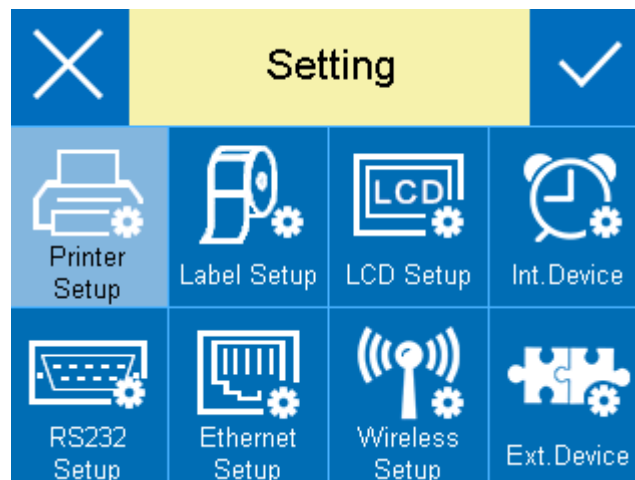 Setting
LCD
Printer
Setup
Label Setup
LCD Setup
Int.Device
RS232
Setup
Ethernet
Setup
Wireless
Setup
Ext.Device